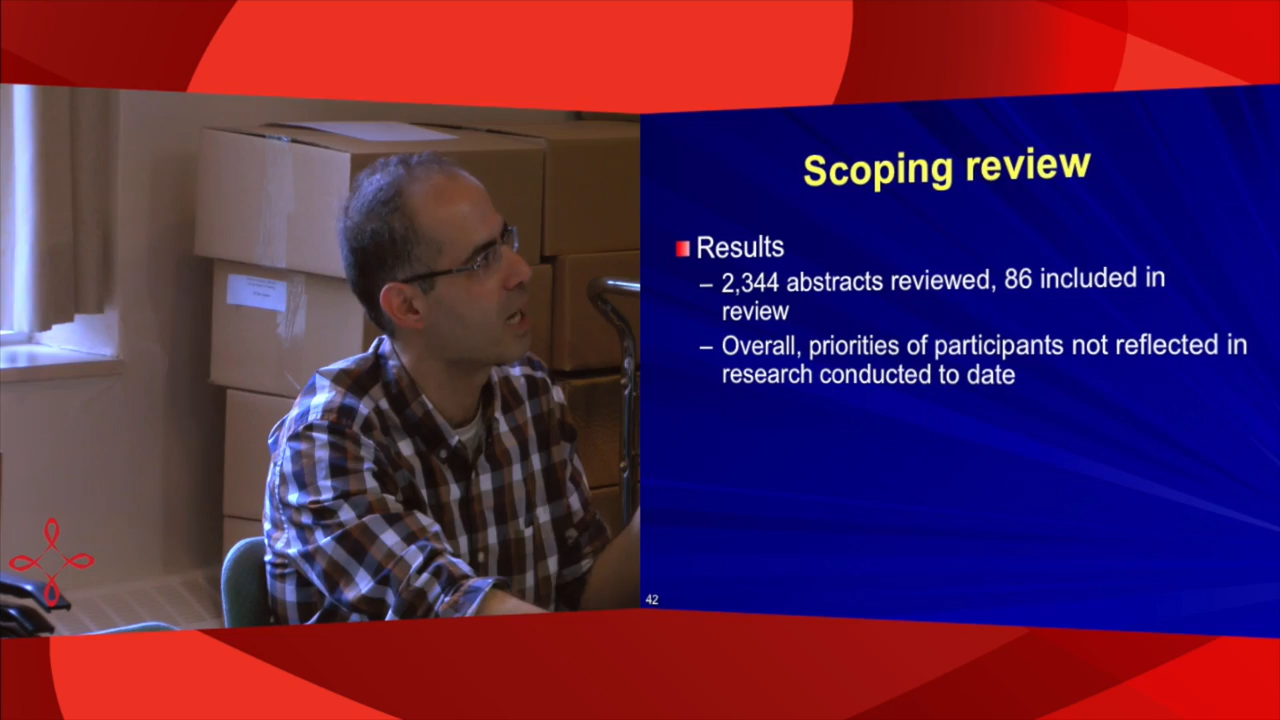 Scoping review
Results
– 2,344 abstracts reviewed, 86 included in
review
– Overall, priorities of participants not reflected in
research conducted to date
42